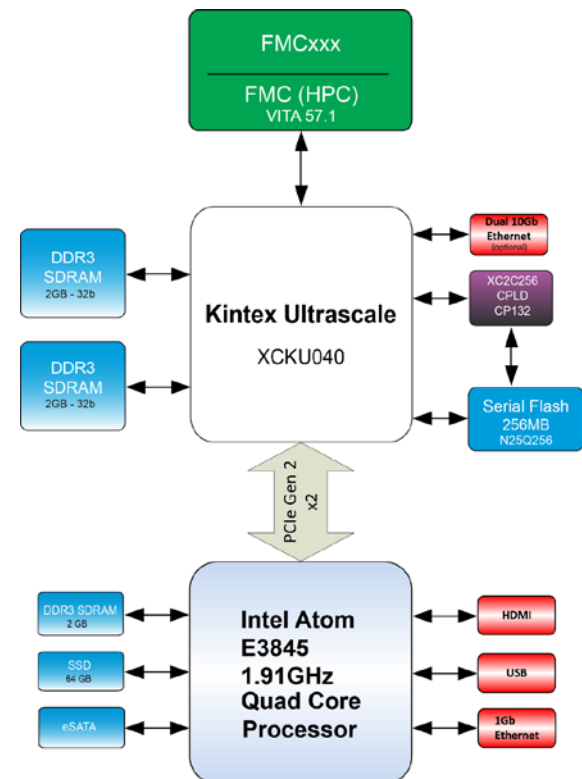 FMCxxx
FMC (HPC)
VITA 57.1
DDR3
SDRAM
2GB - 32b
DDR3
SDRAM
2GB - 32b
Kintex Ultrascale
XCKU040
Dual 10Gb
Ethernet
(optional)
XC2C256
CPLD
CP132
Serial Flash
256MB
N25Q256
PCIe Gen 2
x2
DDR3 SDRAM
2 GB
SSD
64 GB
eSATA
Intel Atom
E3845
1.91GHz
Quad Core
Processor
HDMI
USB
1Gb
Ethernet